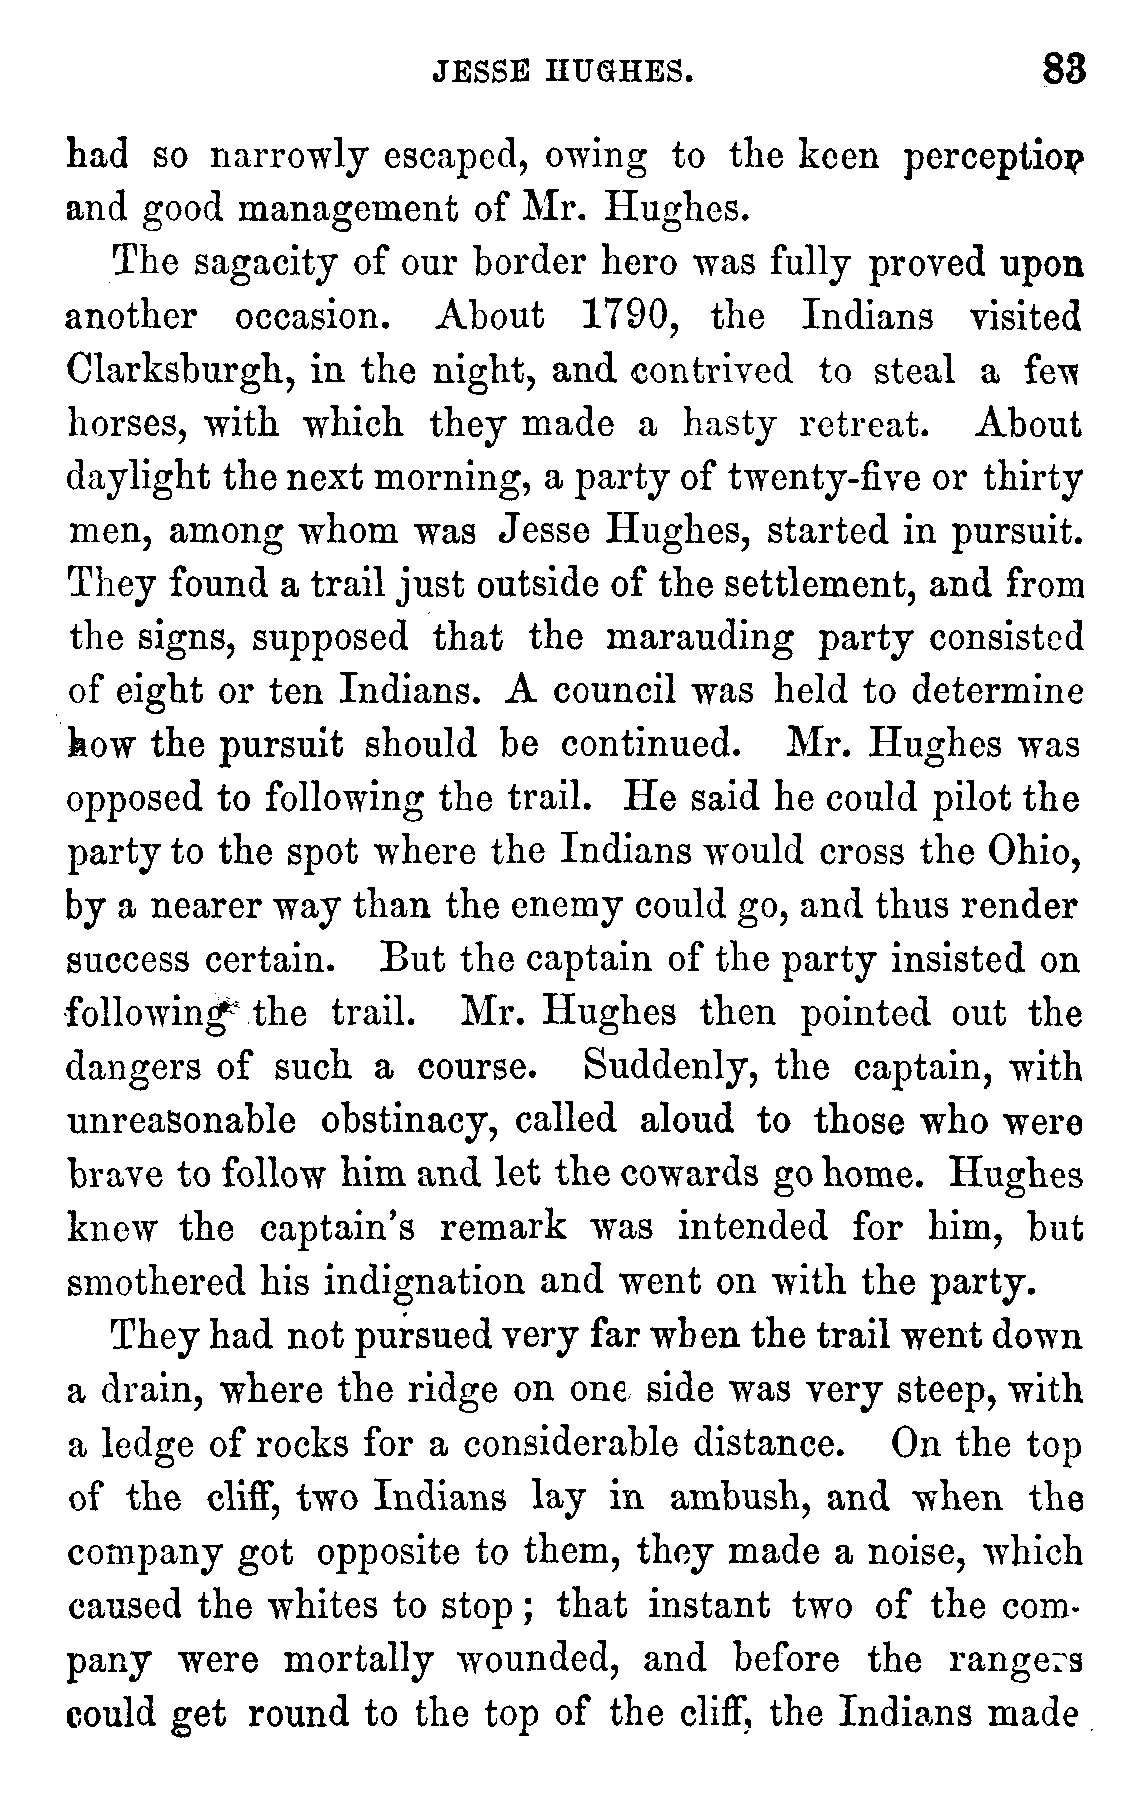 JESSE HUGHES. 83
had so narrowly escaped, owing to the keen perception
and good management of Mr. Hughes.
The sagacity of our border hero was fully proved upon
another occasion. About 1790, the Indians visited
Clarksburgh, in the night, and contrived to steal a few
horses, with which they made a hasty retreat. About
daylight the next morning, a party of twenty-five or thirty
men, among whom was Jesse Hughes, started in pursuit.
They found a trail just outside of the settlement, and from
the signs, supposed that the marauding party consisted
of eight or ten Indians. A council was held to determine
how the pursuit should be continued. Mr. Hughes was
opposed to following the trail. He said he could pilot the
party to the spot where the Indians would cross the Ohio,
by a nearer way than the enemy could go, and thus render
success certain. But the captain of the party insisted on
following the trail. Mr. Hughes then pointed out the
dangers of such a course. Suddenly, the captain, with
unreasonable obstinacy, called aloud to those who were
brave to follow him and let the cowards go home. Hughes
knew the captain's remark was intended for him, but
smothered his indignation and went on with the party.
They had not pursued very far when the trail went down
a drain, where the ridge on one side was very steep, with
a ledge of rocks for a considerable distance. On the top
of the cliff, two Indians lay in ambush, and when the
company got opposite to them, they made a noise, which
caused the whites to stop; that instant two of the com-
pany were mortally wounded, and before the rangers
could get round to the top of the cliff, the Indians made